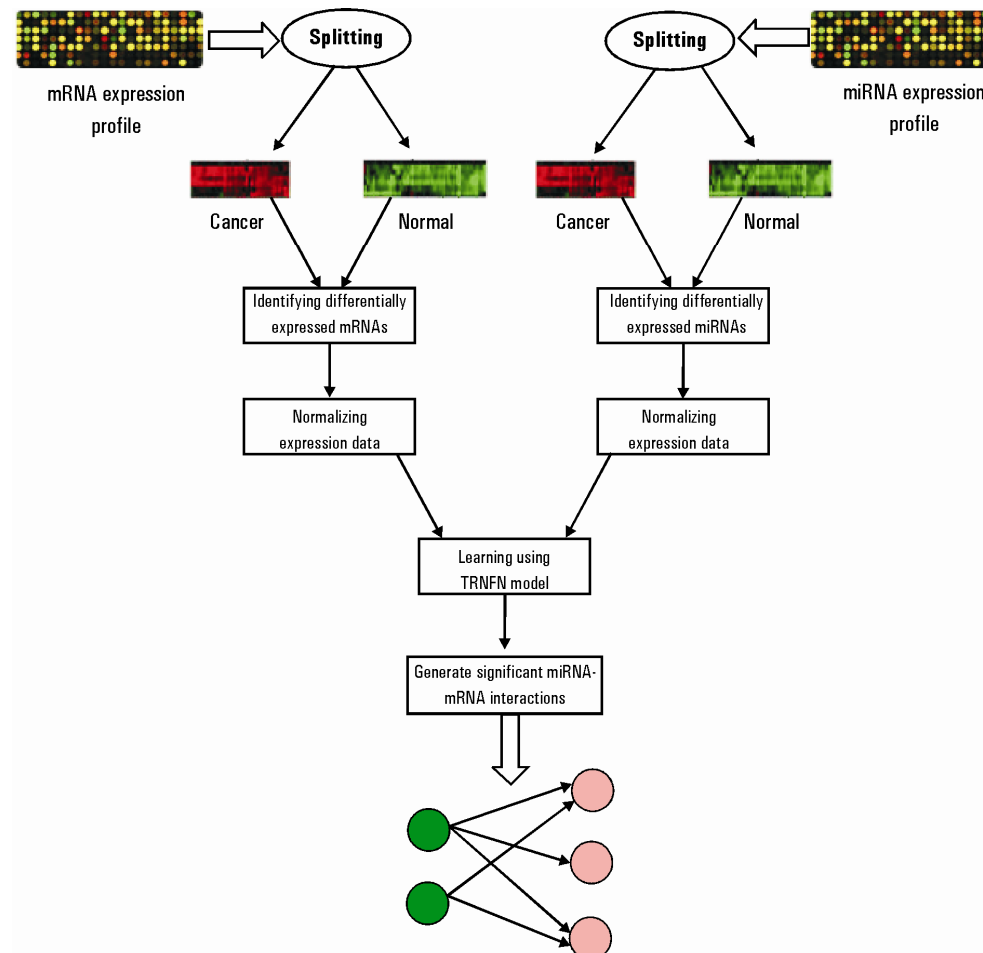 Splitting
Splitting
mRNA expression
profile
miRNA expression
profile
Cancer
Normal
Cancer
Normal
Identifying differentially
expressed mRNAs
Identifying differentially
expressed miRNAs
Normalizing
expression data
Normalizing
expression data
Learning using
TRNFN model
Generate significant miRNA-
mRNA interactions